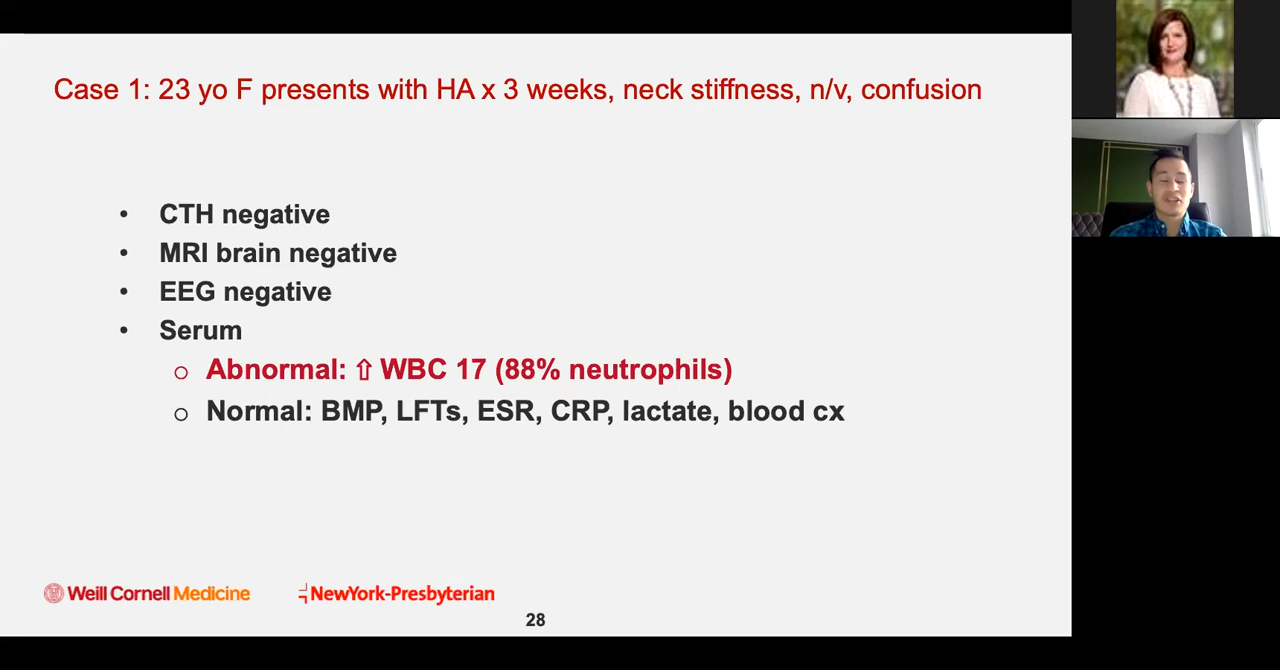 Case 1: 23 yo F presents with HA x 3 weeks, neck stiffness, n/v, confusion
• CTH negative
• MRI brain negative
• EEG negative
• Serum
o Abnormal: ⇧ WBC 17 (88% neutrophils)
o Normal: BMP, LFTs, ESR, CRP, lactate, blood cx
Weill Cornell Medicine
NewYork-Presbyterian
28